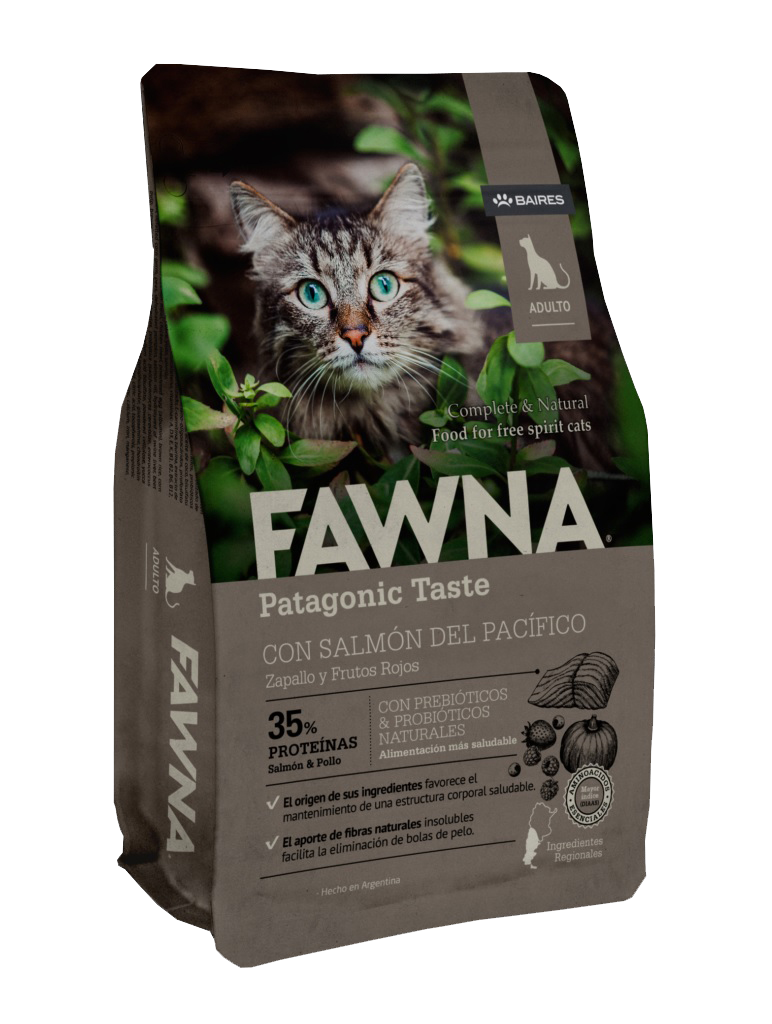 BAIRES
ADULTO
Complete & Natural
Food for free spirit cats
FAWNA®
Patagonic Taste
CON SALMÓN DEL PACÍFICO
Zapallo y Frutos Rojos
35%
PROTEÍNAS
Salmón & Pollo
CON PREBIÓTICOS
& PROBIÓTICOS
NATURALES
Alimentación más saludable
El origen de sus ingredientes favorece el
mantenimiento de una estructura corporal saludable.
El aporte de fibras naturales insolubles
facilita la eliminación de bolas de pelo.
AMINOÁCIDOS
Mayor
índice
(DIAAS)
ESENCIALES
Ingredientes
Regionales
- Hecho en Argentina
ADULTO
FAWNA